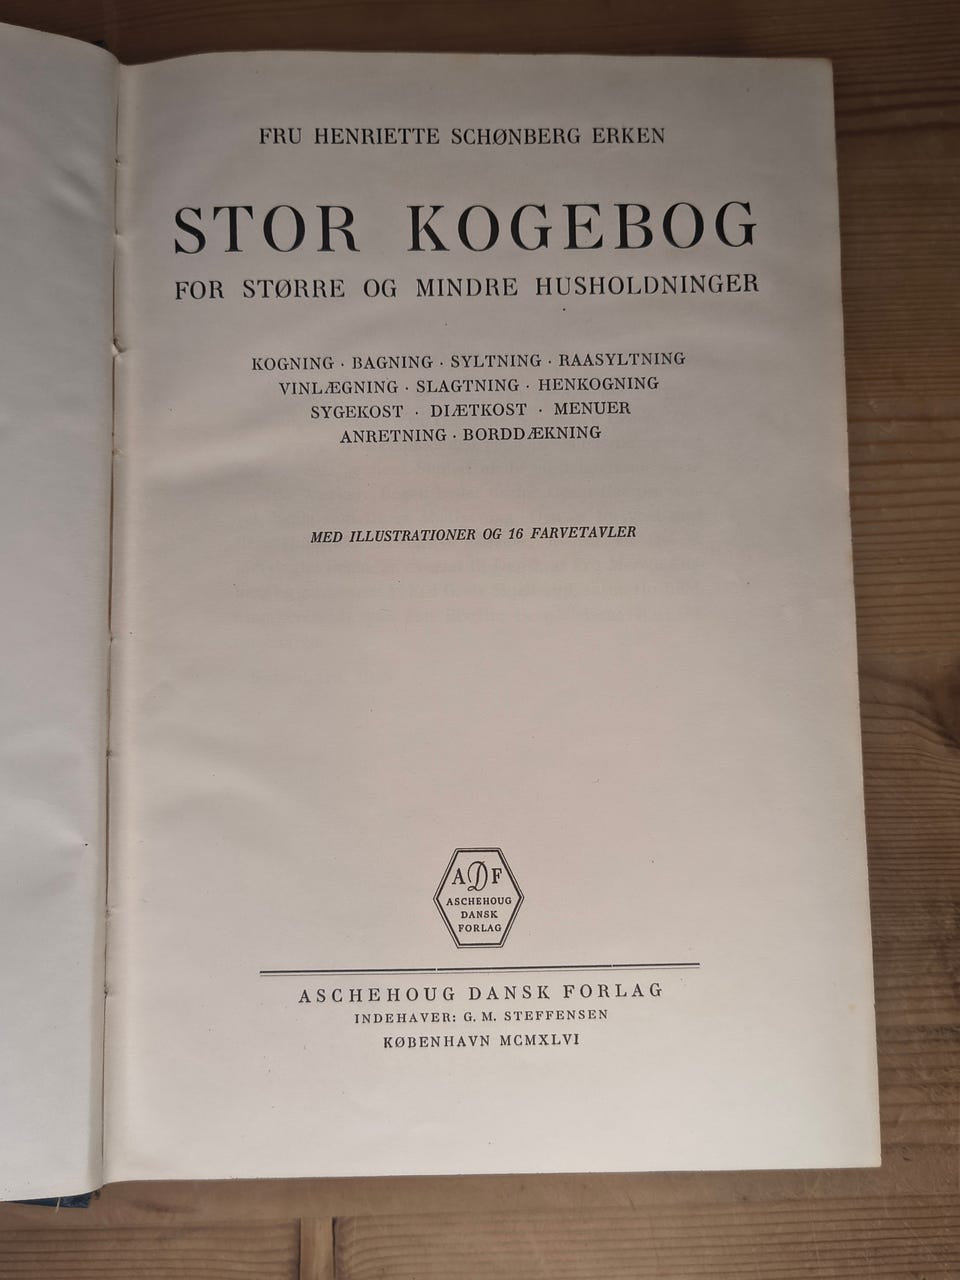 FRU HENRIETTE SCHØNBERG ERKEN
STOR KOGEBOG
FOR STØRRE OG MINDRE HUSHOLDNINGER
KOGNING · BAGNING · SYLTNING · RAASYLTNING
VINLÆGNING · SLAGTNING · HENKOGNING
SYGEKOST · DIÆTKOST · MENUER
ANRETNING · BORDDÆKNING
MED ILLUSTRATIONER OG 16 FARVETAVLER
ADF
ASCHEHOUG
DANSK
FORLAG
ASCHEHOUG DANSK FORLAG
INDEHAVER: G. M. STEFFENSEN
KØBENHAVN MCMXLVI